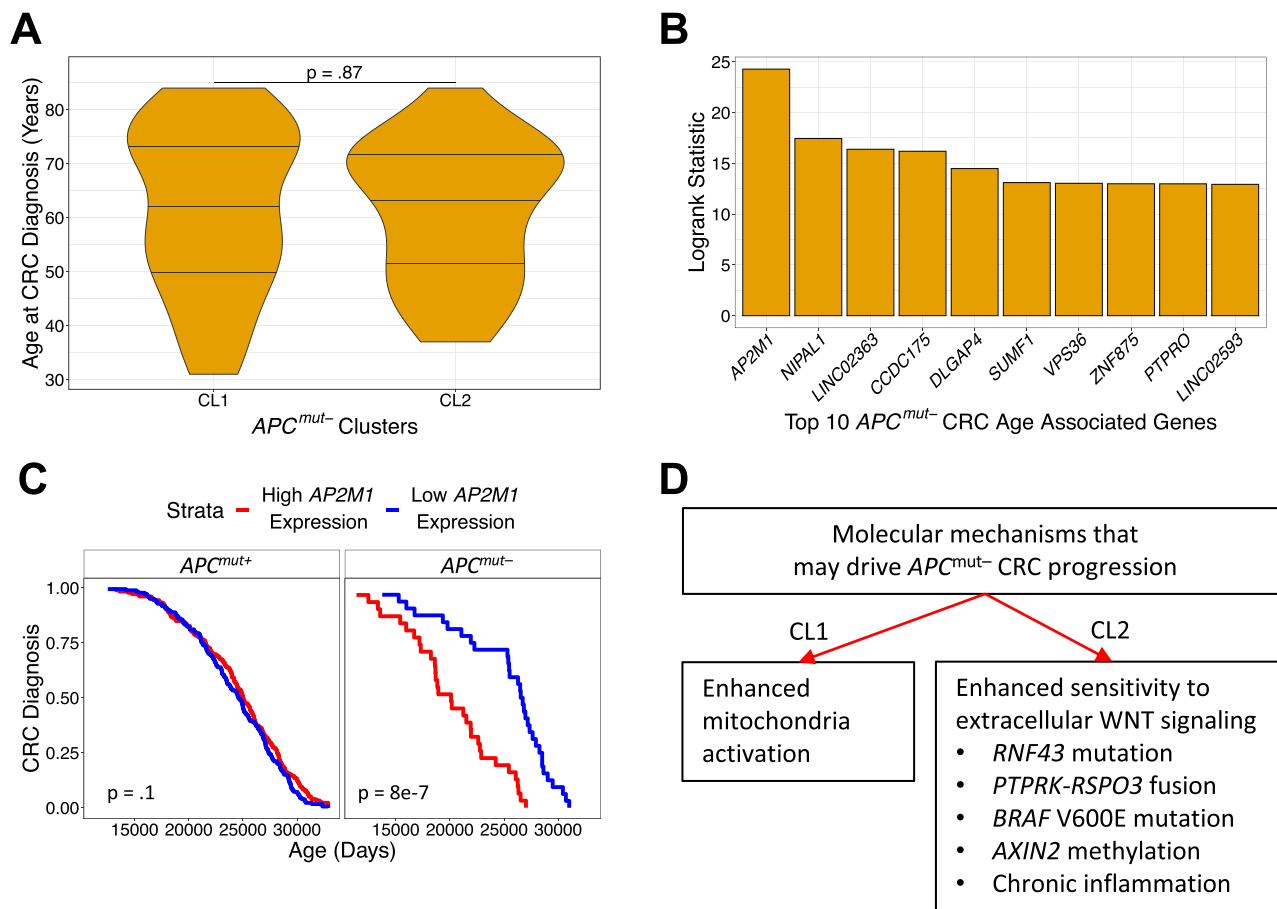 A
p = .87
Age at CRC Diagnosis (Years)
80
70
60
50
40
30
CL1
CL2
APCmut– Clusters
B
Logrank Statistic
25
20
15
10
5
0
AP2M1
NIPAL1
LINC02363
CCDC175
DLGAP4
SUMF1
VPS36
ZNF875
PTPRO
LINC02593
Top 10 APCmut– CRC Age Associated Genes
C
Strata
High AP2M1
Expression
Low AP2M1
Expression
APCmut+
APCmut–
CRC Diagnosis
1.00
0.75
0.50
0.25
0.00
p = .1
p = 8e-7
15000 20000 25000 30000
15000 20000 25000 30000
Age (Days)
D
Molecular mechanisms that
may drive APCmut– CRC progression
CL1
CL2
Enhanced
mitochondria
activation
Enhanced sensitivity to
extracellular WNT signaling
• RNF43 mutation
• PTPRK-RSPO3 fusion
• BRAF V600E mutation
• AXIN2 methylation
• Chronic inflammation